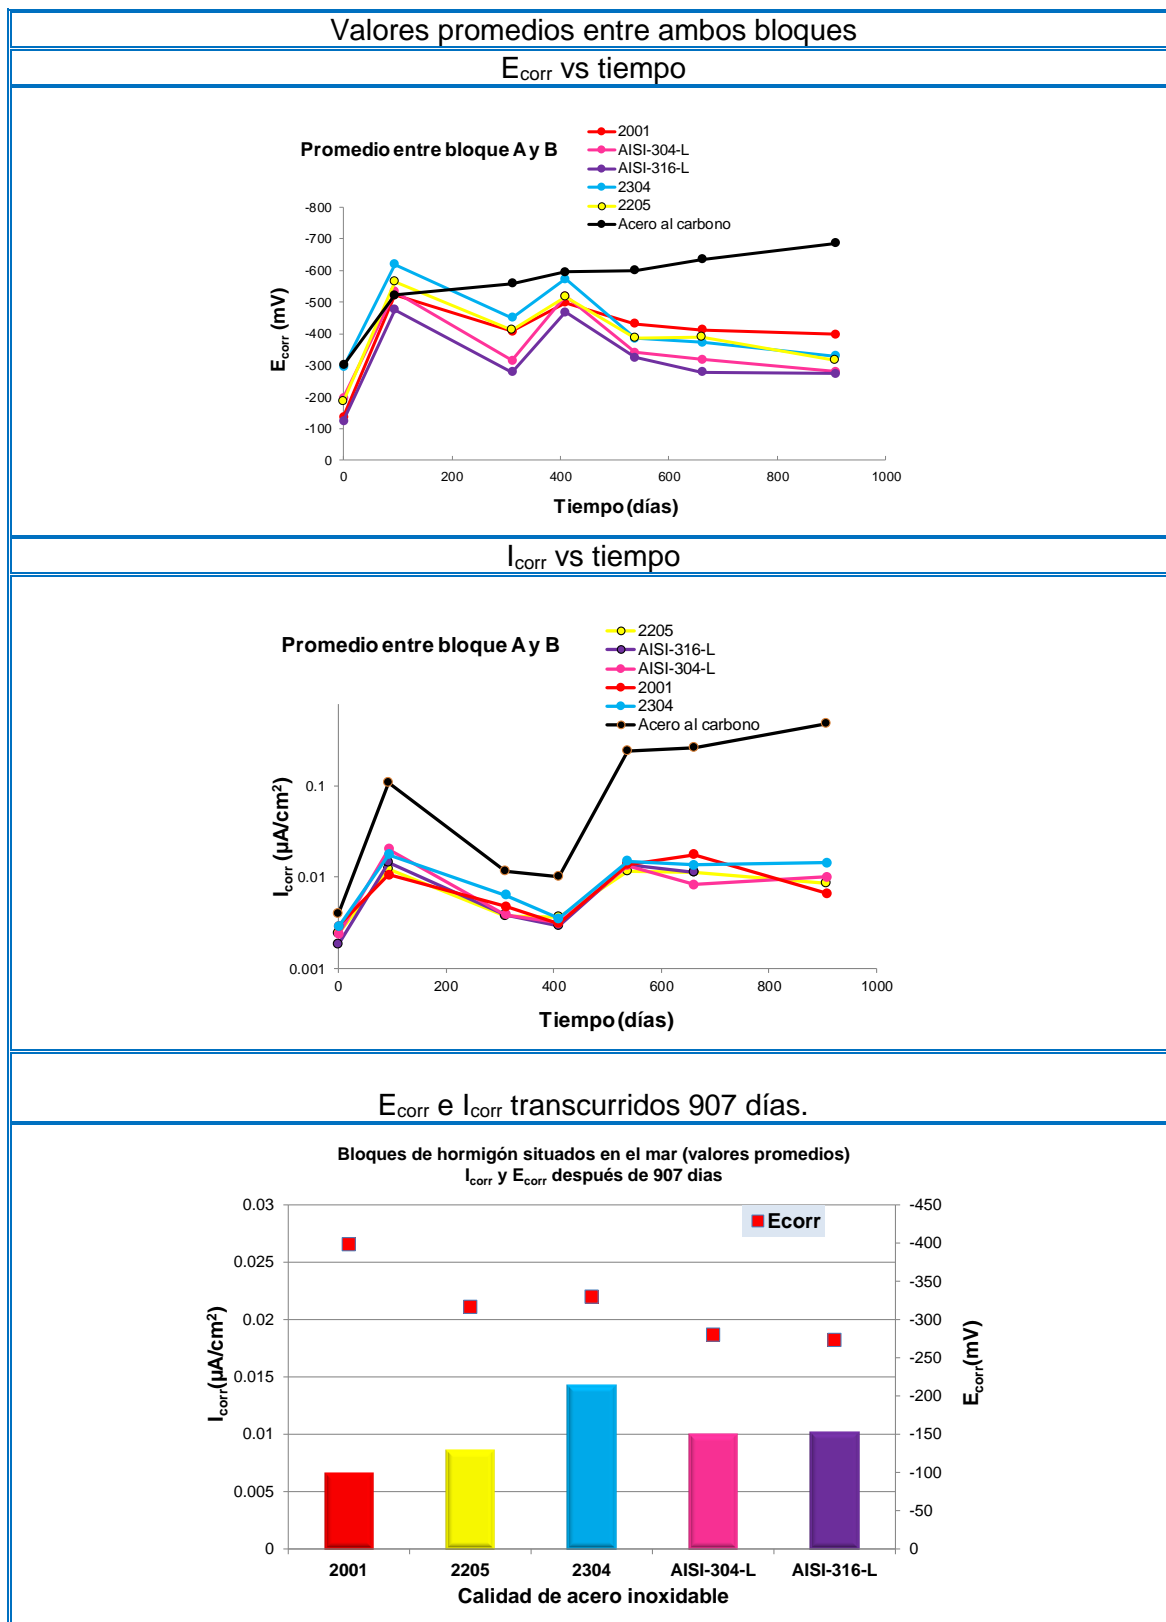 Valores promedios entre ambos bloques
Ecorr vs tiempo
Promedio entre bloque A y B
2001
AISI-304-L
AISI-316-L
2304
2205
Acero al carbono
-800
-700
-600
-500
-400
-300
-200
-100
0
Ecorr (mV)
0 200 400 600 800 1000
Tiempo (días)
Icorr vs tiempo
Promedio entre bloque A y B
2205
AISI-316-L
AISI-304-L
2001
2304
Acero al carbono
0.1
0.01
0.001
Icorr (µA/cm²)
0 200 400 600 800 1000
Tiempo (días)
Ecorr e Icorr transcurridos 907 días.
Bloques de hormigón situados en el mar (valores promedios)
Icorr y Ecorr después de 907 dias
Ecorr
0.03
0.025
0.02
0.015
0.01
0.005
0
Icorr(µA/cm²)
-450
-400
-350
-300
-250
-200
-150
-100
-50
0
Ecorr(mV)
2001 2205 2304 AISI-304-L AISI-316-L
Calidad de acero inoxidable